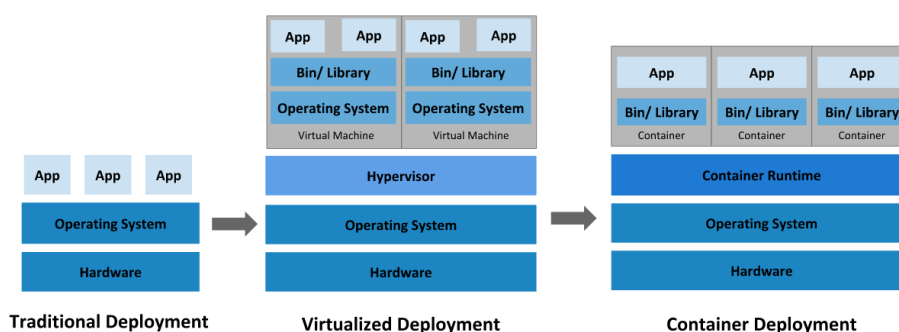 App
App
App
Operating System
Hardware
Traditional Deployment
App
App
Bin/ Library
Operating System
Virtual Machine
App
App
Bin/ Library
Operating System
Virtual Machine
Hypervisor
Operating System
Hardware
Virtualized Deployment
App
Bin/ Library
Container
App
Bin/ Library
Container
App
Bin/ Library
Container
Container Runtime
Operating System
Hardware
Container Deployment